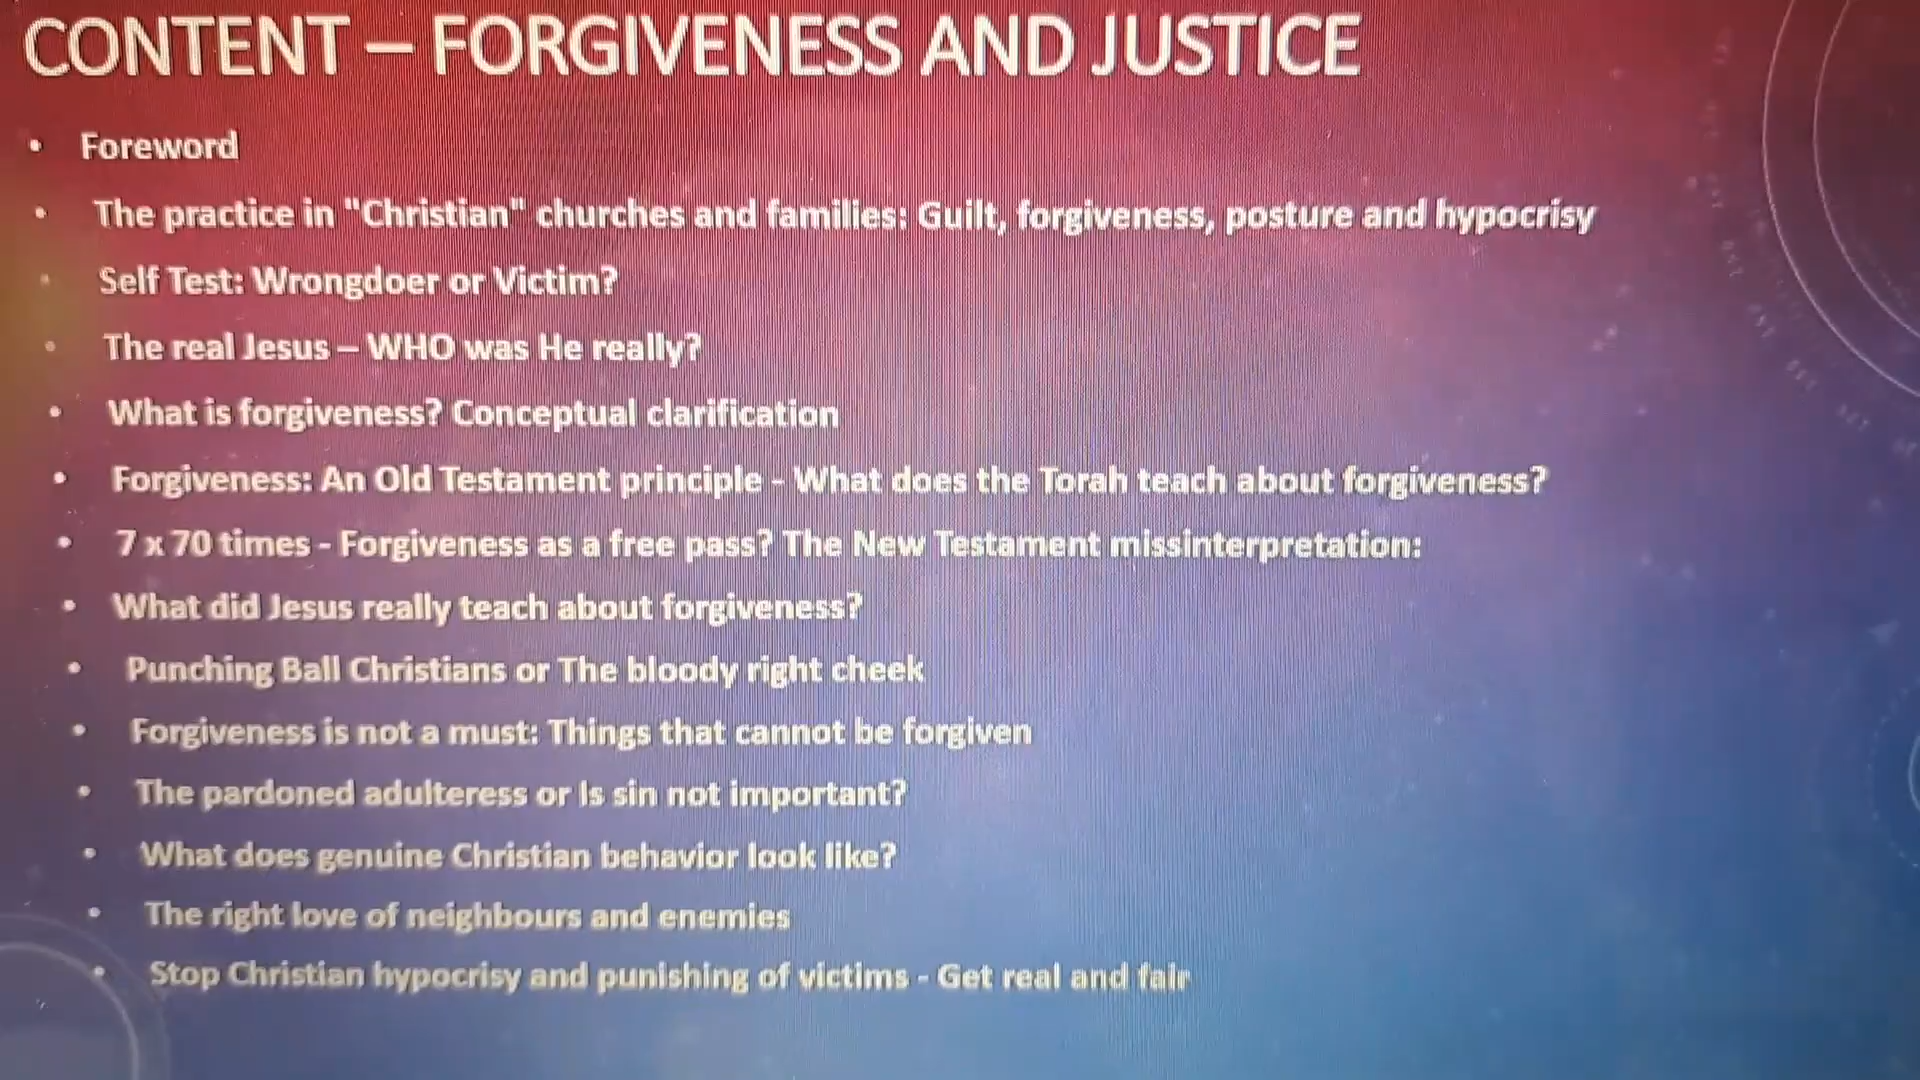 CONTENT – FORGIVENESS AND JUSTICE
• Foreword
• The practice in "Christian" churches and families: Guilt, forgiveness, posture and hypocrisy
• Self Test: Wrongdoer or Victim?
• The real Jesus – WHO was He really?
• What is forgiveness? Conceptual clarification
• Forgiveness: An Old Testament principle - What does the Torah teach about forgiveness?
• 7 x 70 times - Forgiveness as a free pass? The New Testament missinterpretation:
• What did Jesus really teach about forgiveness?
• Punching Ball Christians or The bloody right cheek
• Forgiveness is not a must: Things that cannot be forgiven
• The pardoned adulteress or Is sin not important?
• What does genuine Christian behavior look like?
• The right love of neighbours and enemies
• Stop Christian hypocrisy and punishing of victims - Get real and fair